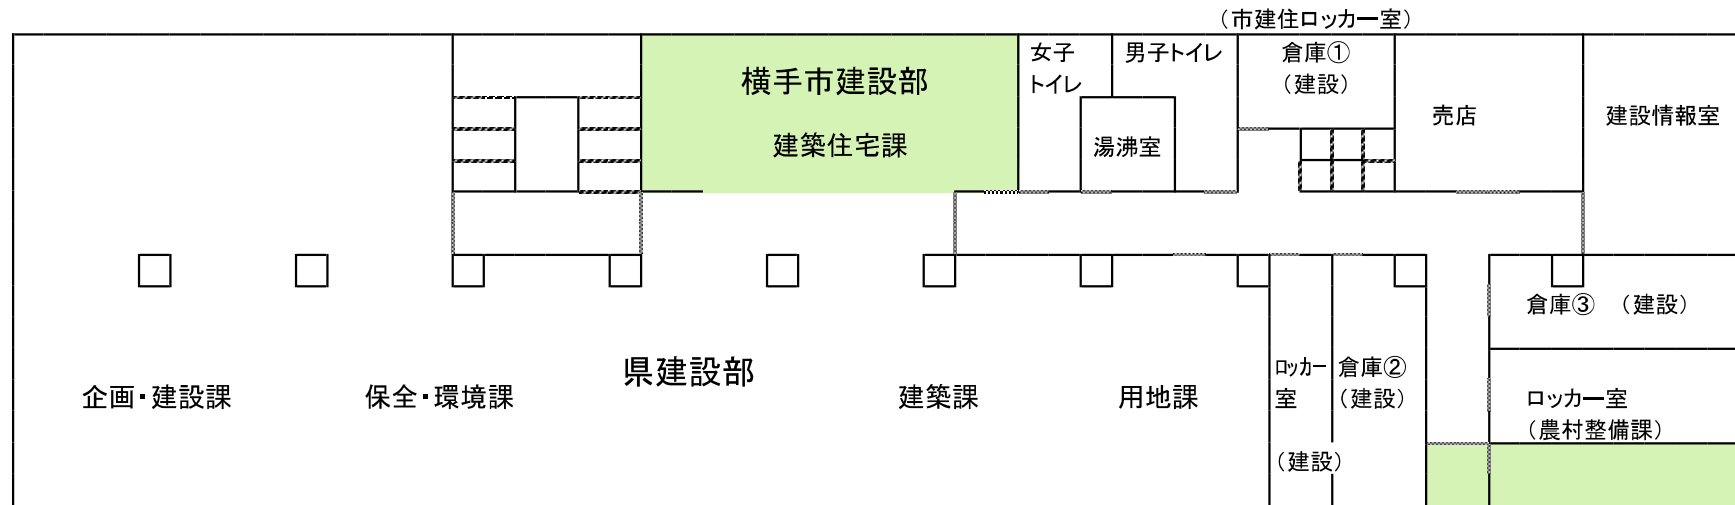 （市建住ロッカー室）
横手市建設部
建築住宅課
女子
トイレ
男子トイレ
湯沸室
倉庫①
（建設）
売店
建設情報室
県建設部
企画・建設課
保全・環境課
建築課
用地課
ロッカー
室
（建設）
倉庫②
（建設）
倉庫③　（建設）
ロッカー室
（農村整備課）